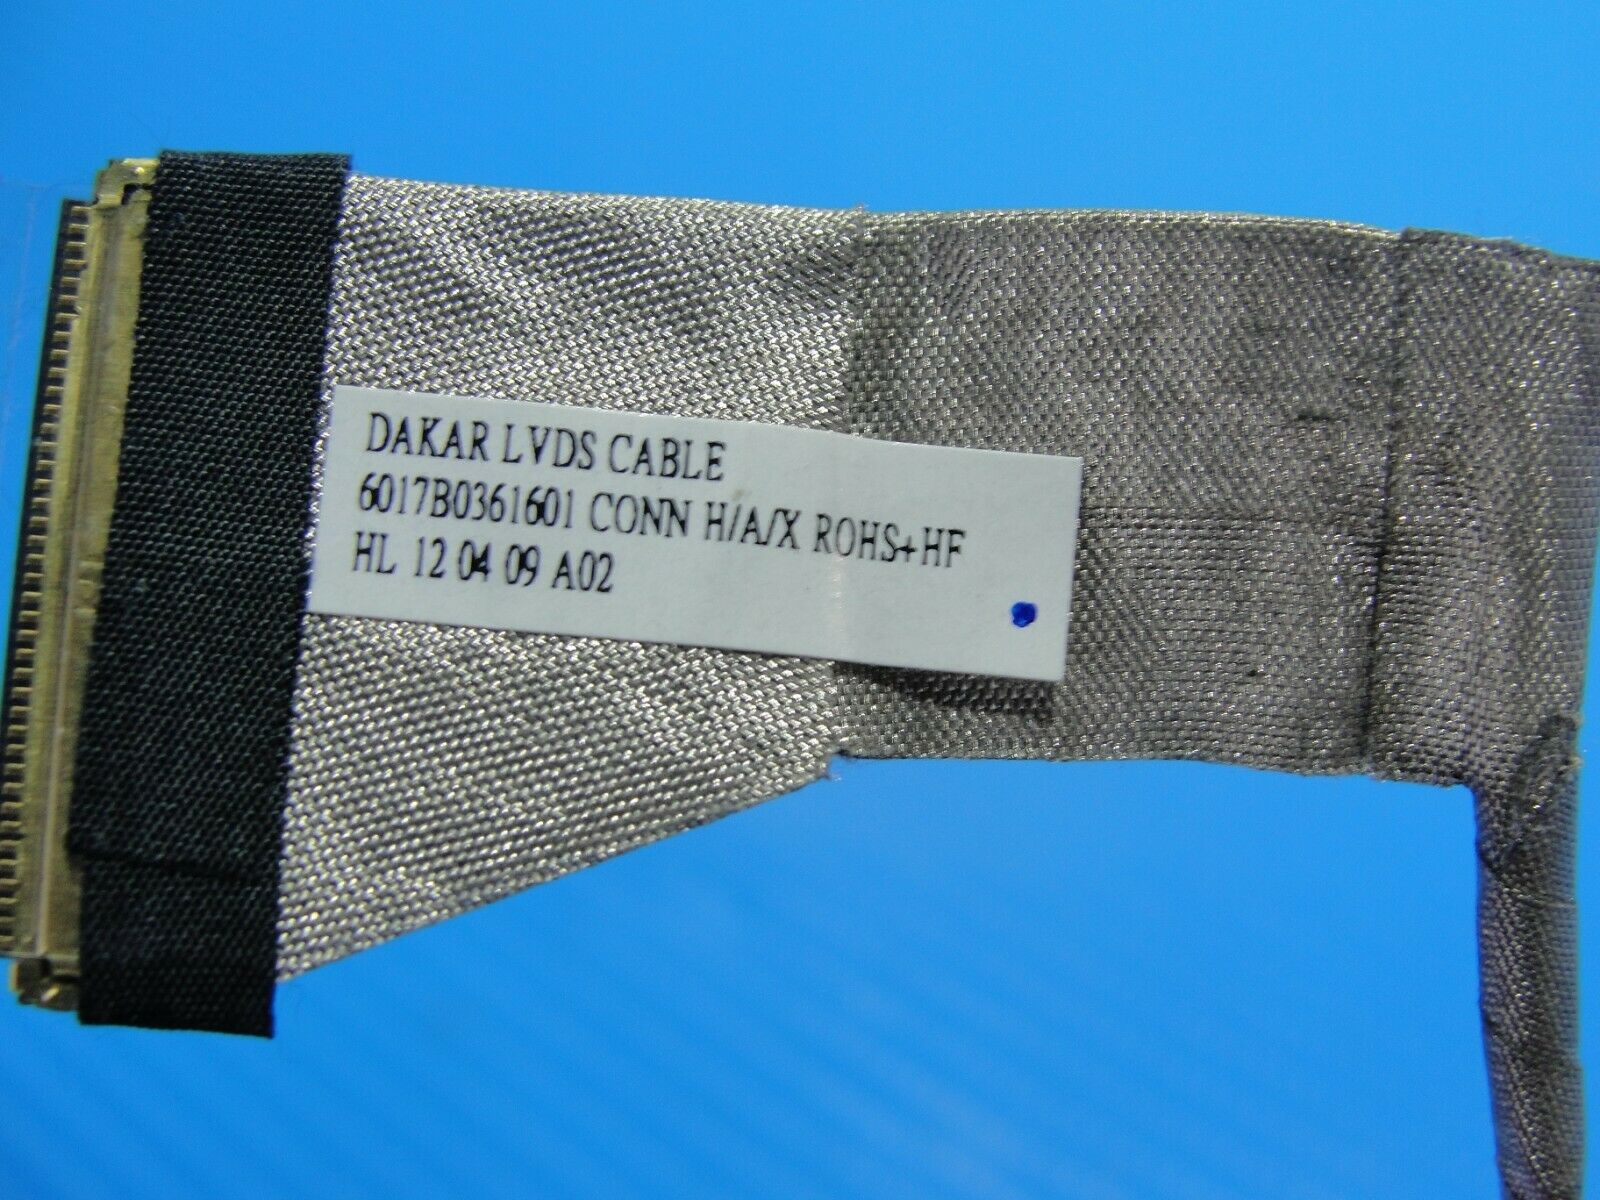 DAKAR LVDS CABLE
6017B0361601 CONN H/A/X ROHS+HF
HL 12 04 09 A02